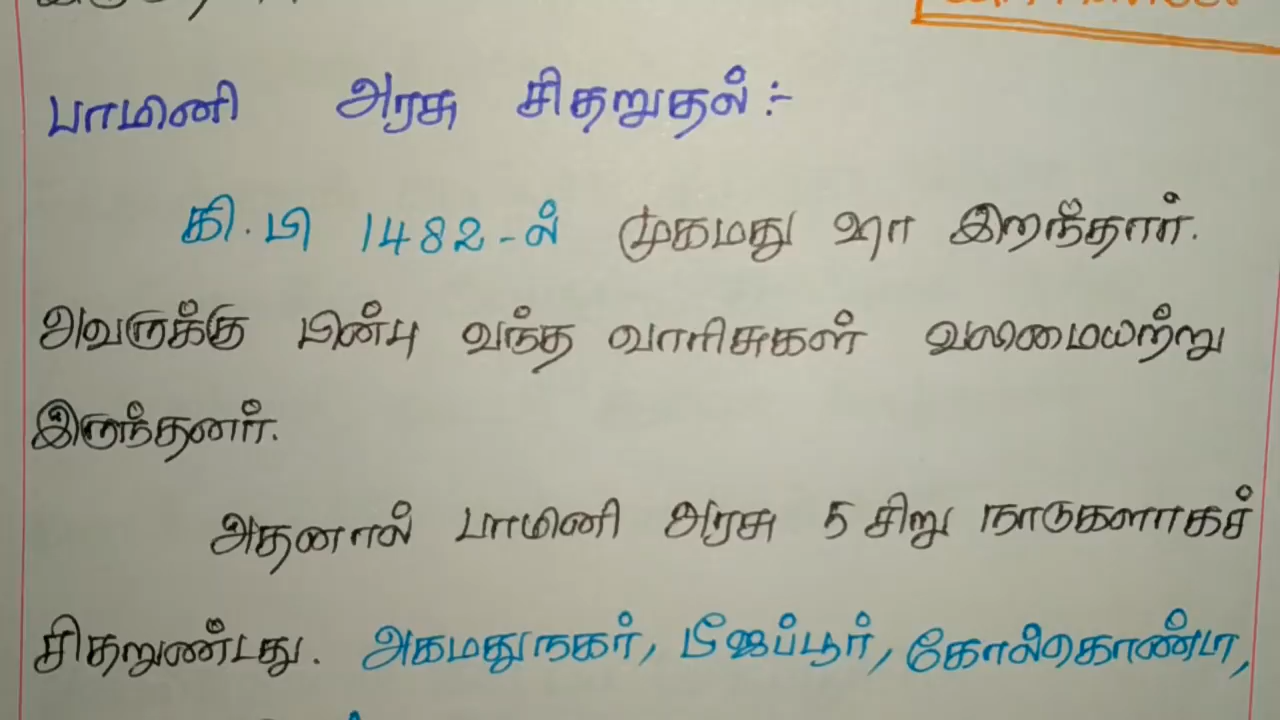 பாமினி அரசு சிதறுதல் :-
கி.பி 1482-ல் முகமது ஷா இறந்தார்.
அவருக்கு பின்பு வந்த வாரிசுகள் வலிமையற்று
இருந்தனர்.
அதனால் பாமினி அரசு 5 சிறு நாடுகளாகச்
சிதறுண்டது. அகமதுநகர், பீஜப்பூர், கோல்கொண்டா,